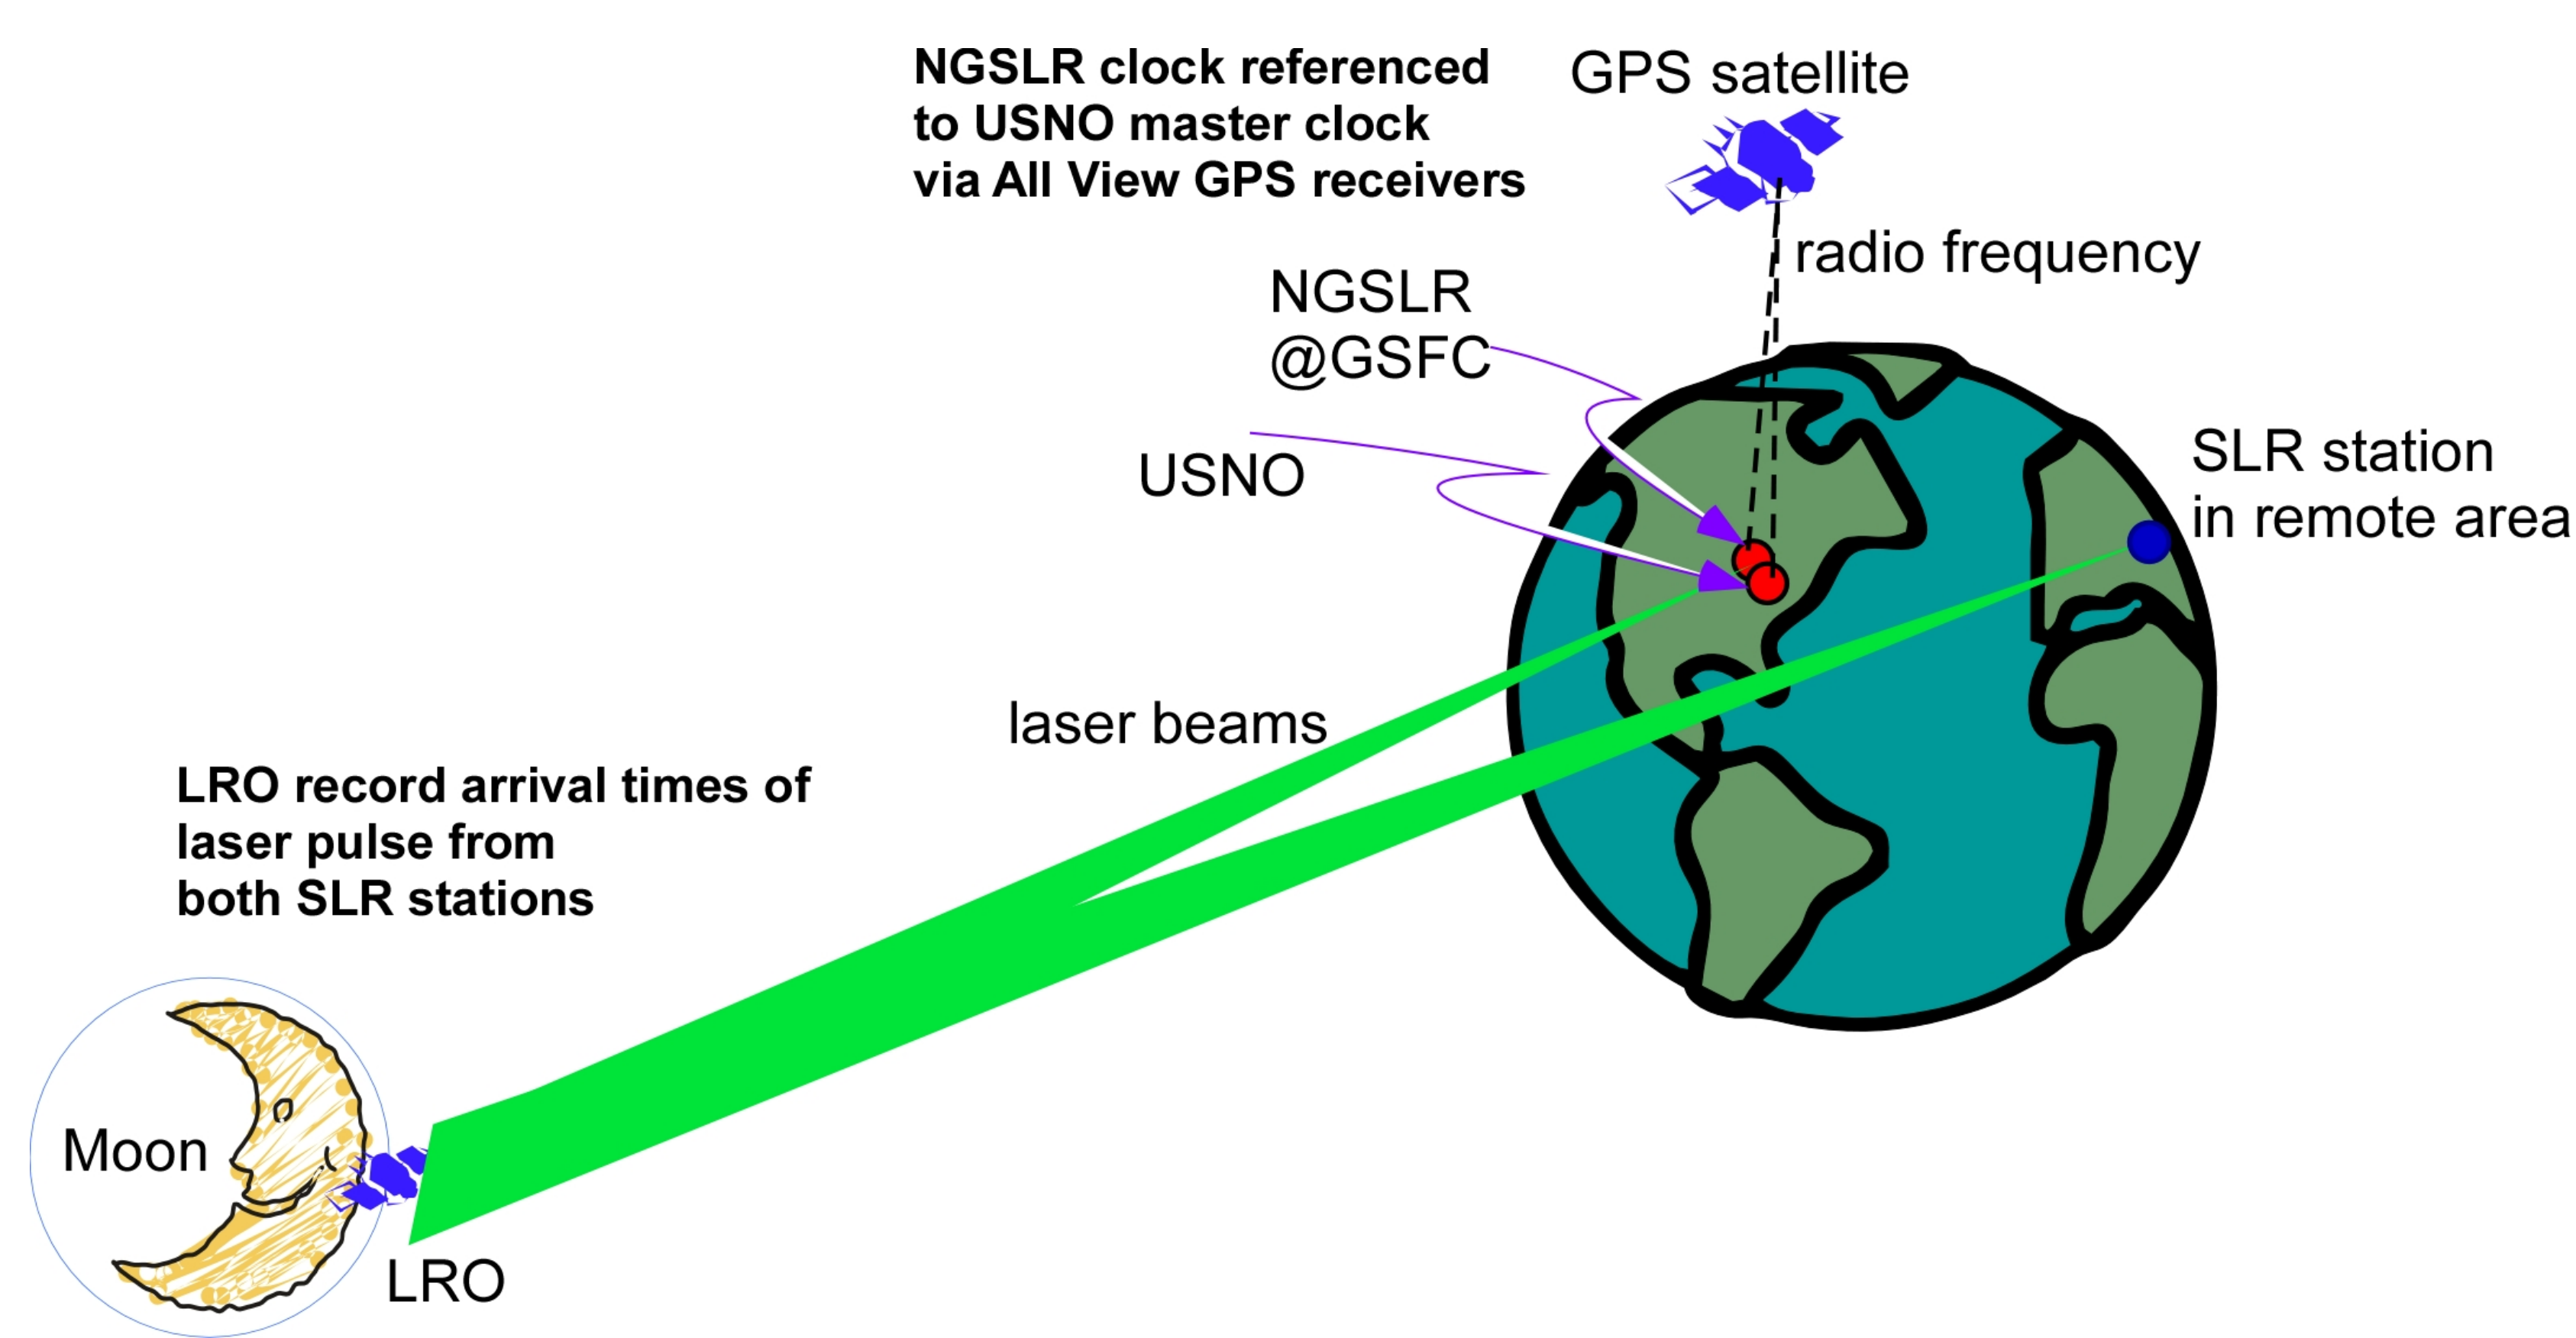 NGSLR clock referenced
to USNO master clock
via All View GPS receivers
GPS satellite
radio frequency
NGSLR
@GSFC
USNO
SLR station
in remote area
laser beams
LRO record arrival times of
laser pulse from
both SLR stations
Moon
LRO